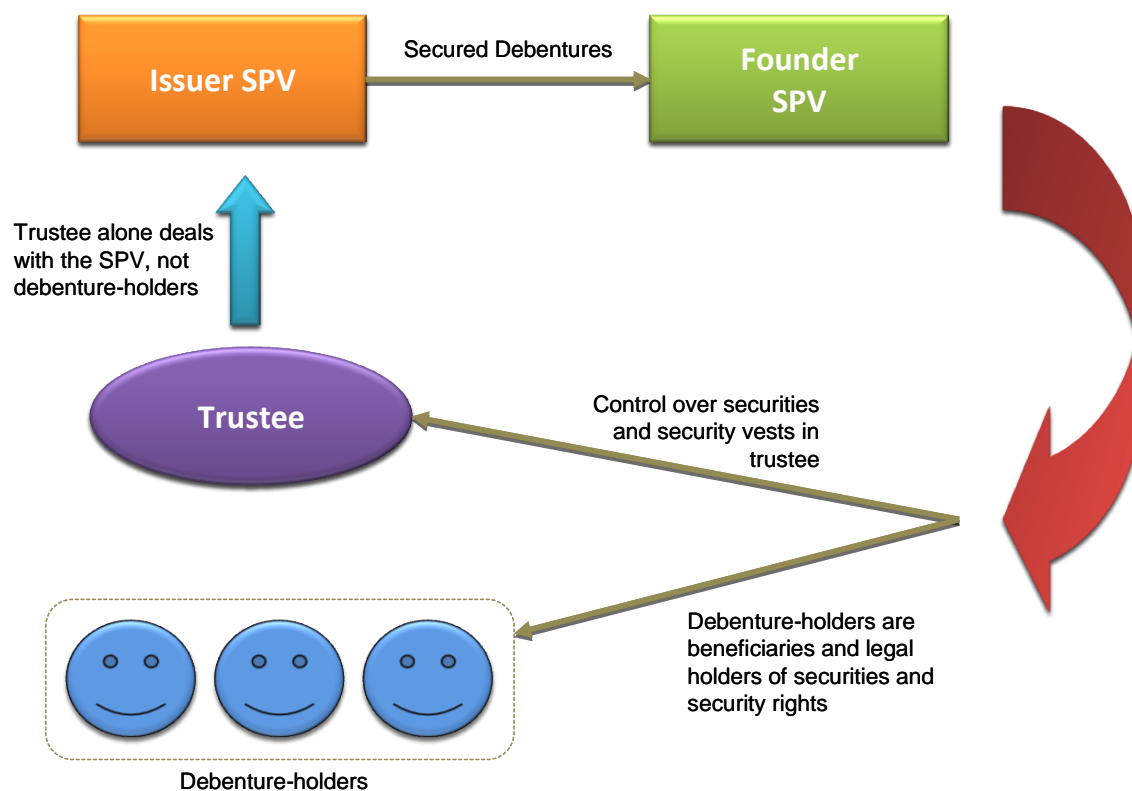 Issuer SPV
Secured Debentures
Founder
SPV
Trustee alone deals
with the SPV, not
debenture-holders
Trustee
Control over securities
and security vests in
trustee
Debenture-holders are
beneficiaries and legal
holders of securities and
security rights
Debenture-holders